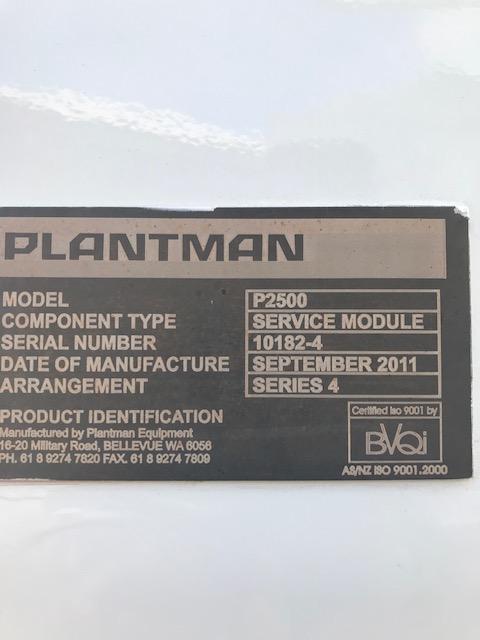 PLANTMAN
MODEL P2500
COMPONENT TYPE SERVICE MODULE
SERIAL NUMBER 10182-4
DATE OF MANUFACTURE SEPTEMBER 2011
ARRANGEMENT SERIES 4
PRODUCT IDENTIFICATION
Manufactured by Plantman Equipment
16-20 Military Road, BELLEVUE WA 6056
PH. 61 8 9274 7820 FAX. 61 8 9274 7809
Certified Iso 9001 by
BVQi
AS/NZ ISO 9001.2000